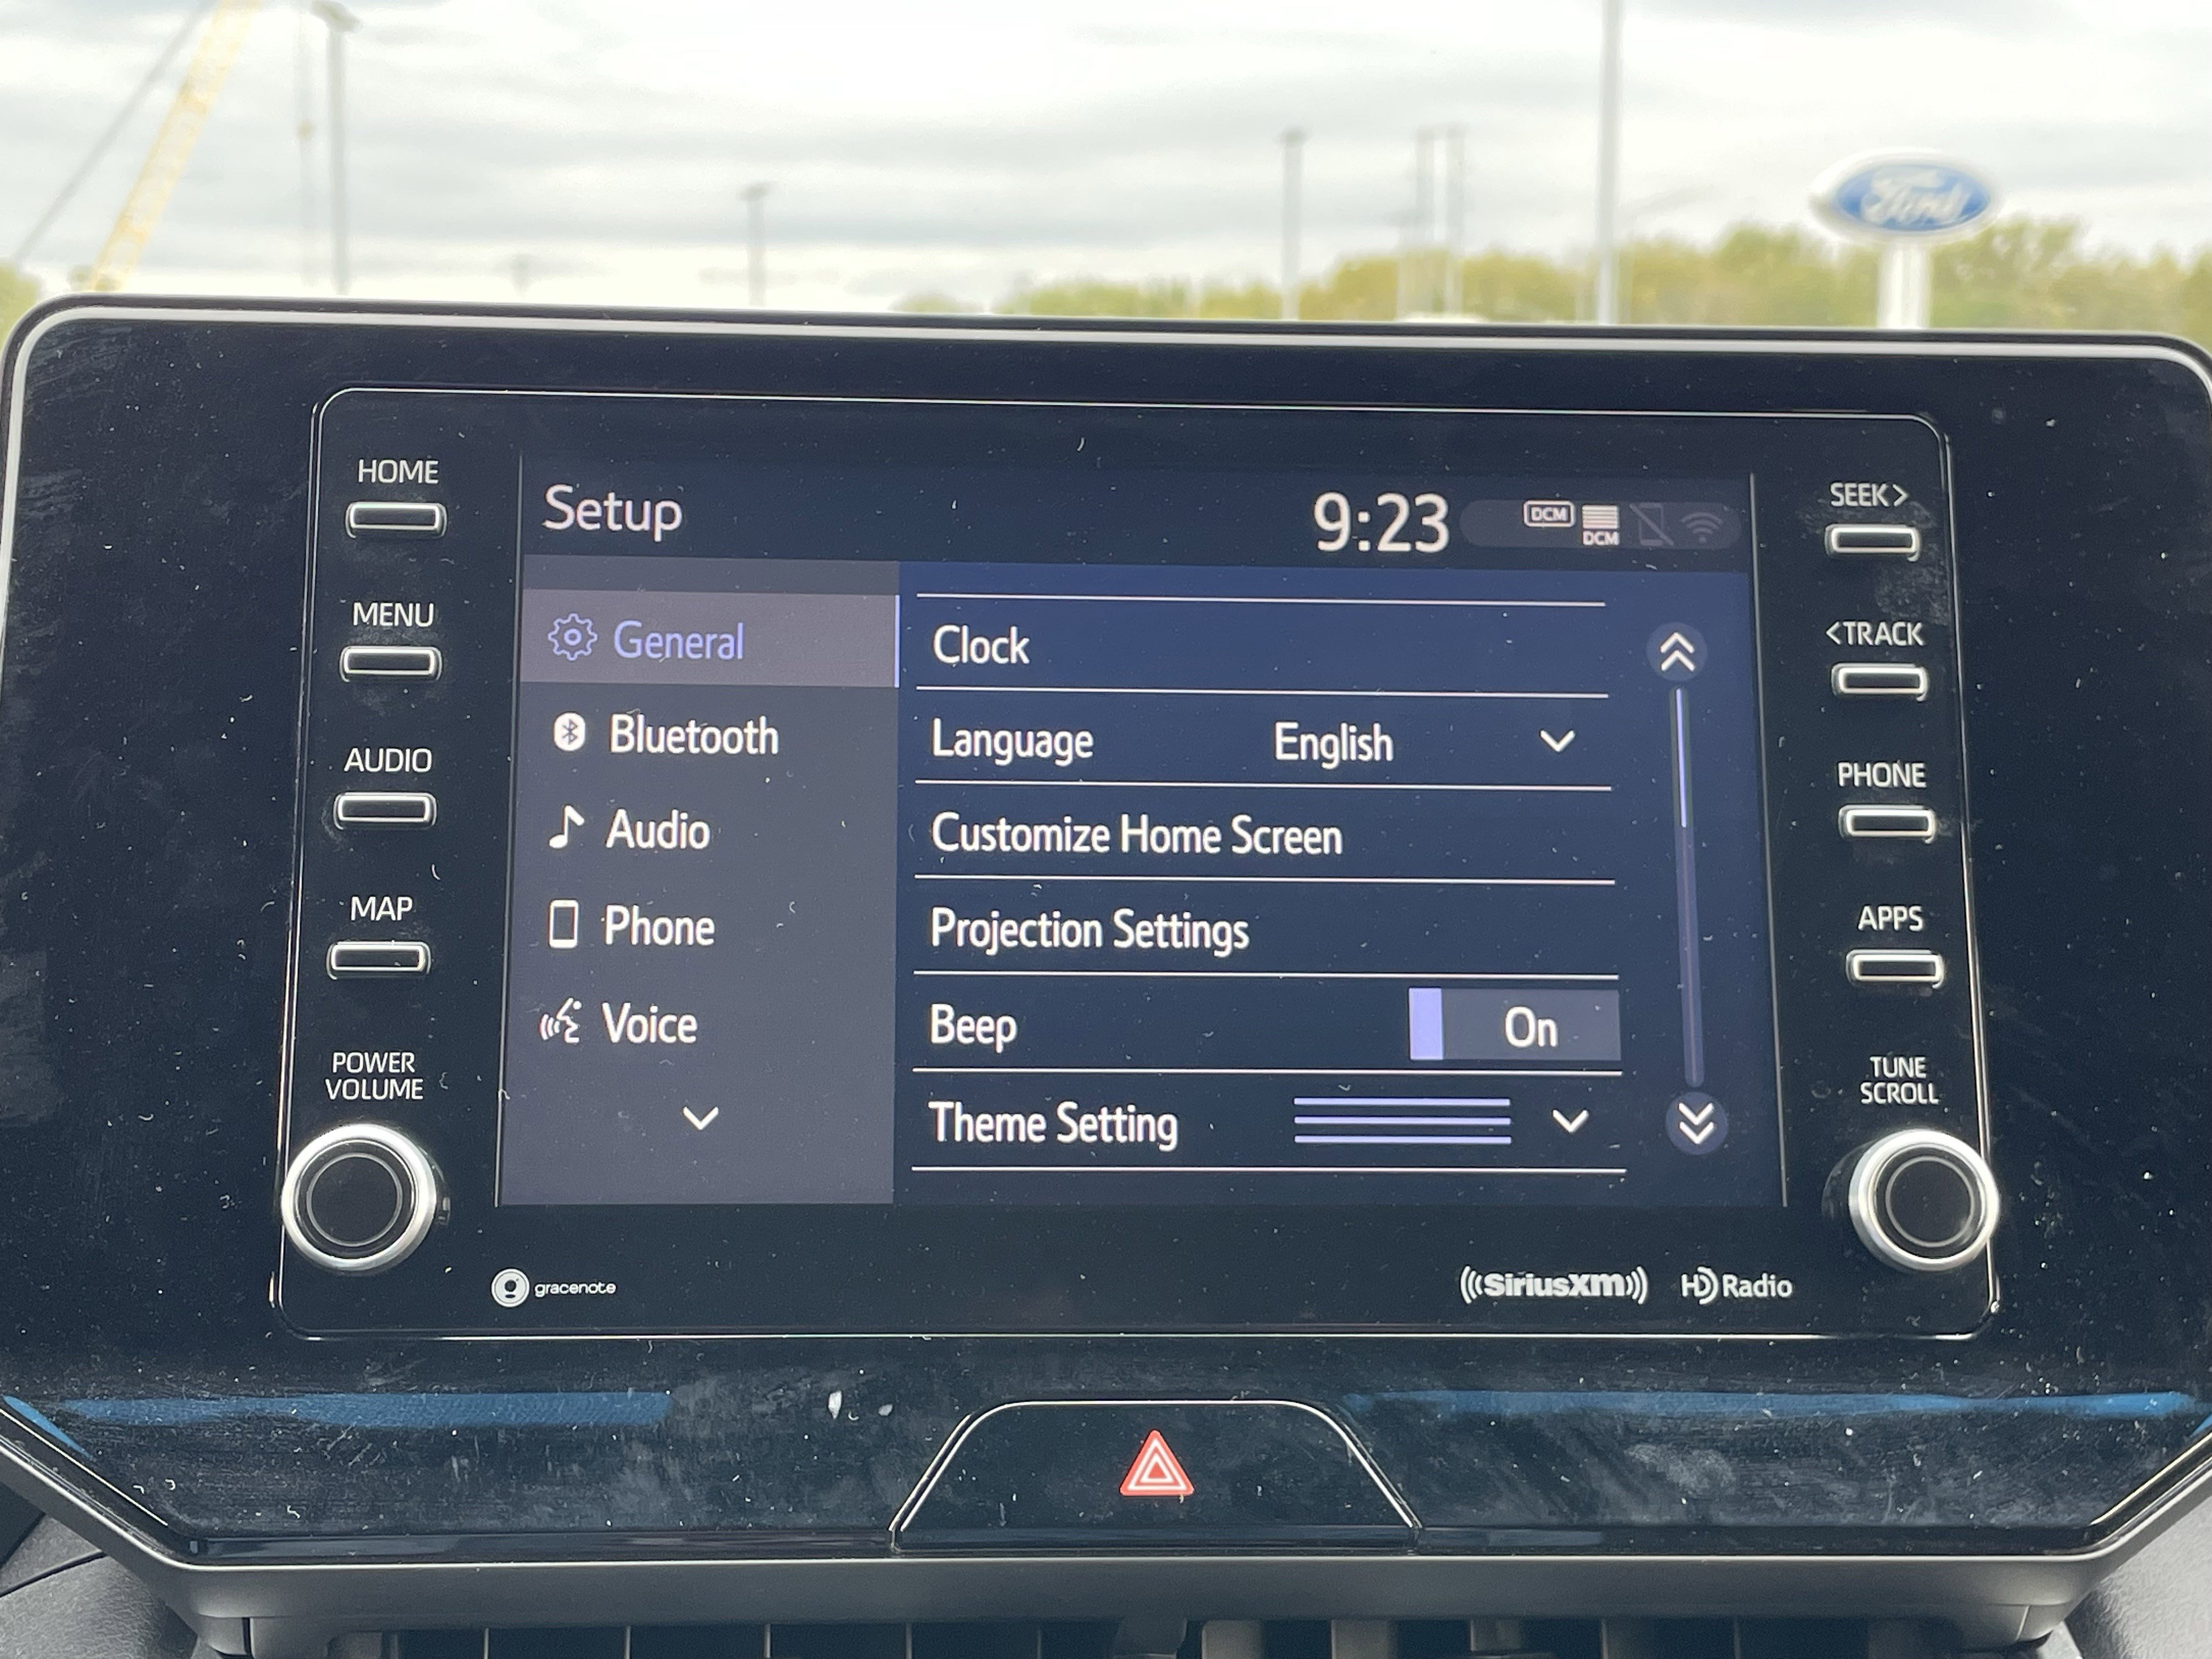 Ford
HOME
MENU
AUDIO
MAP
POWER
VOLUME
Setup
9:23
DCM
DCM
General
Bluetooth
Audio
Phone
Voice
Clock
Language English
Customize Home Screen
Projection Settings
Beep On
Theme Setting
SEEK>
<TRACK
PHONE
APPS
TUNE
SCROLL
gracenote
(((SiriusXM)))
HD Radio